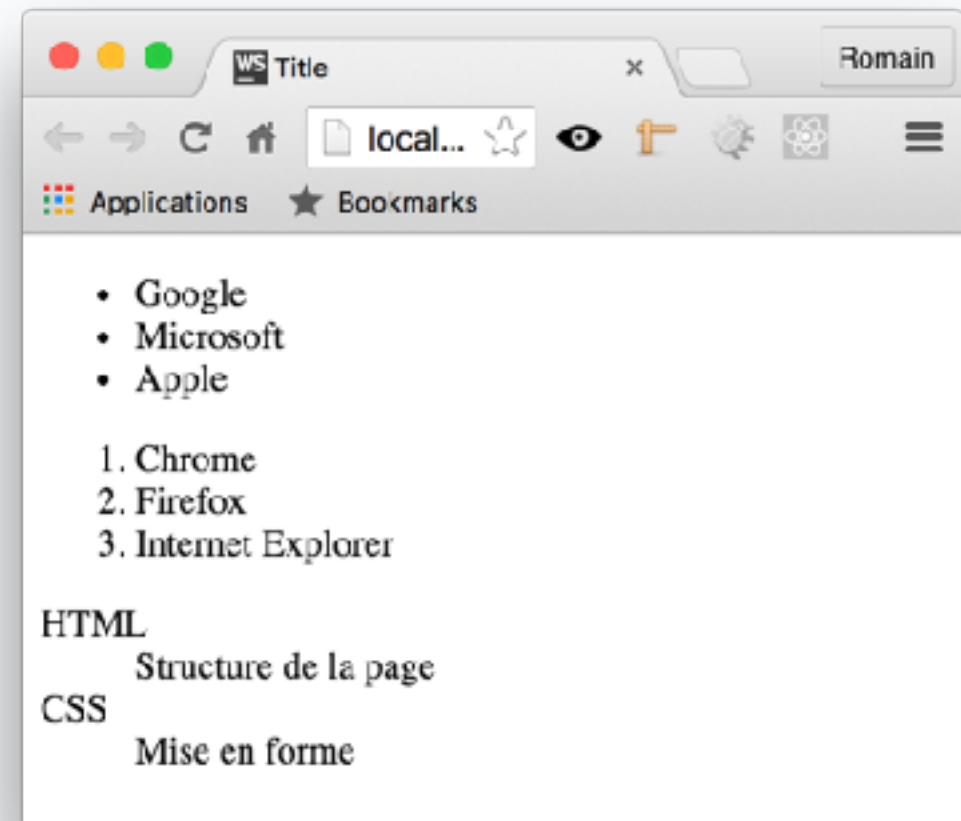 WS Title
Romain
local...
Applications Bookmarks
• Google
• Microsoft
• Apple
1. Chrome
2. Firefox
3. Internet Explorer
HTML
Structure de la page
CSS
Mise en forme